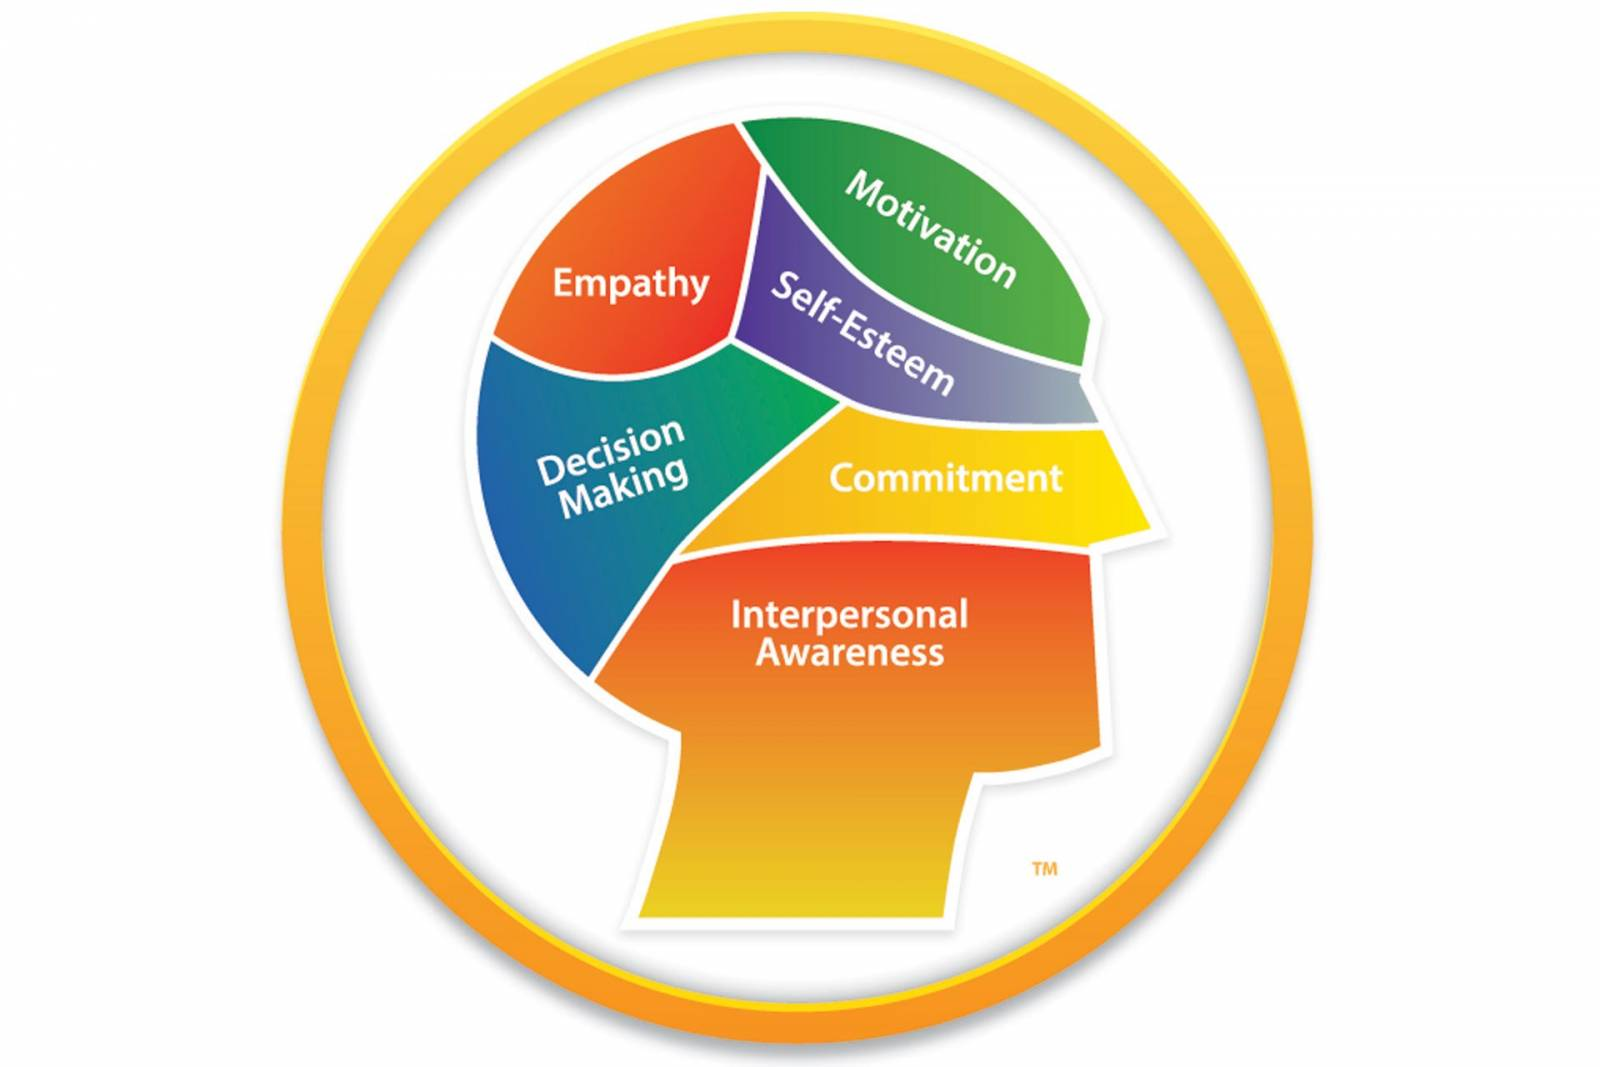 Motivation
Empathy
Self-Esteem
Decision
Making
Commitment
Interpersonal
Awareness
TM